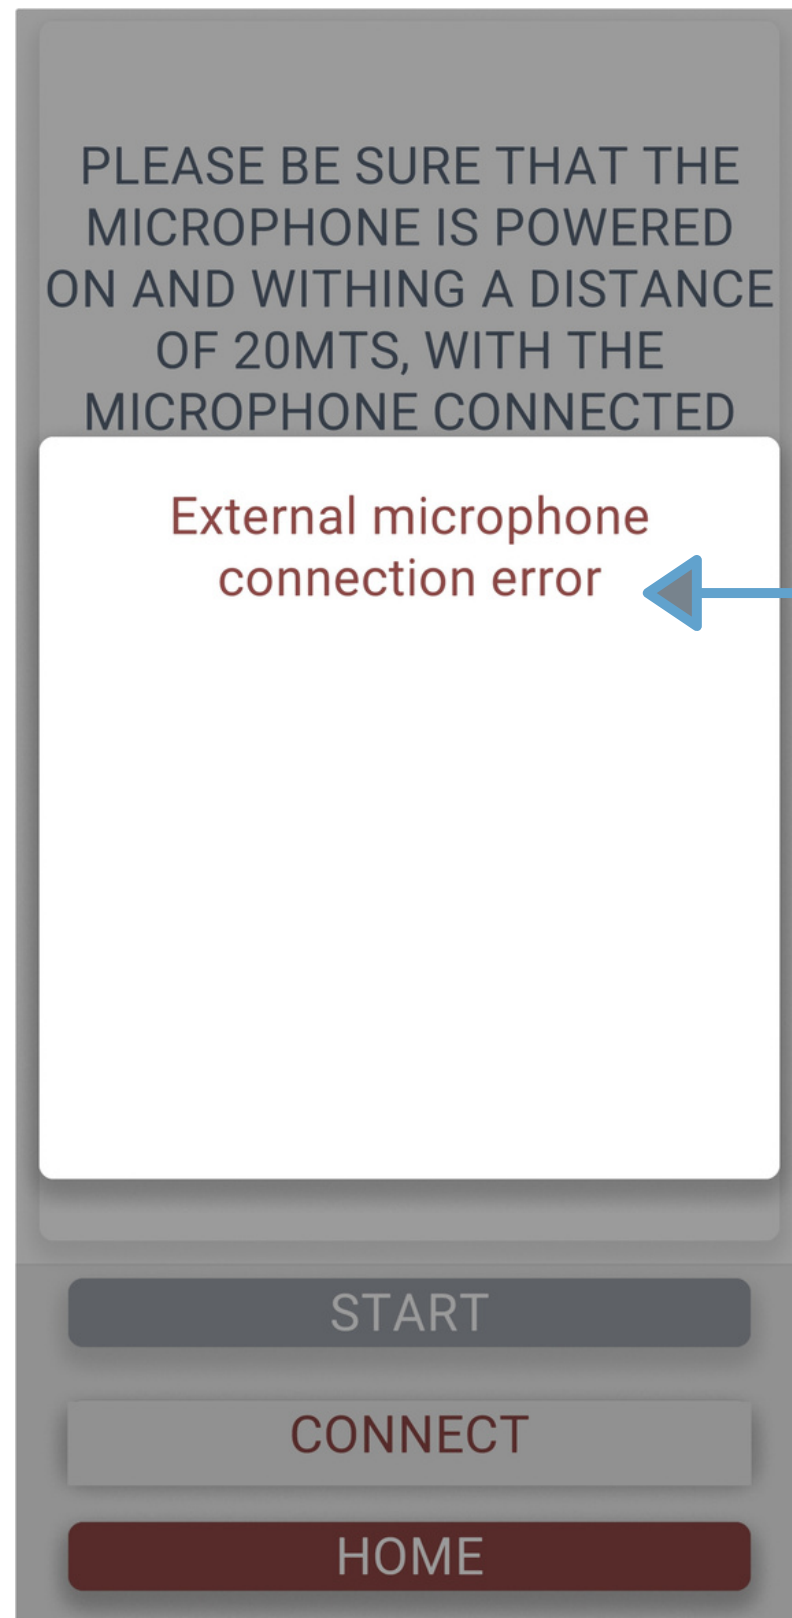 PLEASE BE SURE THAT THE
MICROPHONE IS POWERED
ON AND WITHING A DISTANCE
OF 20MTS, WITH THE
MICROPHONE CONNECTED
External microphone
connection error
START
CONNECT
HOME